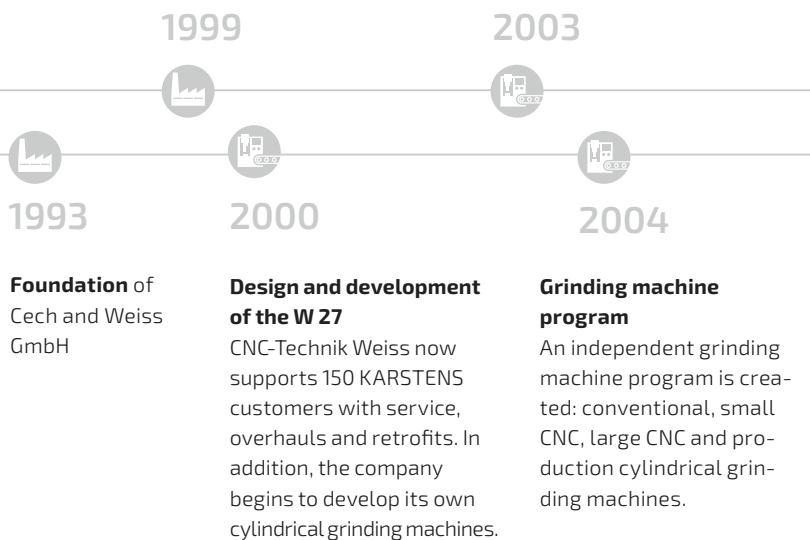 1999
2003
1993
2000
2004
Foundation of
Cech and Weiss
GmbH
Design and development
of the W 27
CNC-Technik Weiss now
supports 150 KARSTENS
customers with service,
overhauls and retrofits. In
addition, the company
begins to develop its own
cylindrical grinding machines.
Grinding machine
program
An independent grinding
machine program is crea-
ted: conventional, small
CNC, large CNC and pro-
duction cylindrical grin-
ding machines.